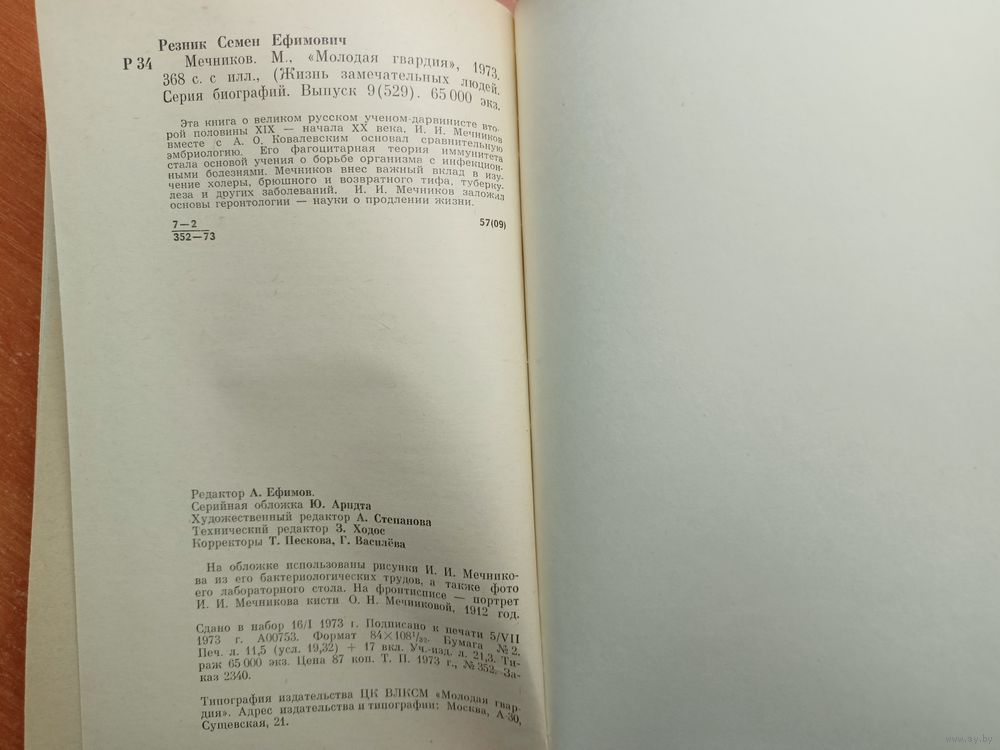 Резник Семен Ефимович
Р 34 Мечников. М., «Молодая гвардия», 1973.
368 с. с илл., (Жизнь замечательных людей.
Серия биографий. Выпуск 9(529). 65 000 экз.
Эта книга о великом русском ученом-дарвинисте вто-
рой половины XIX — начала XX века. И. И. Мечников
вместе с А. О. Ковалевским основал сравнительную
эмбриологию. Его фагоцитарная теория иммунитета
стала основой учения о борьбе организма с инфекцион-
ными болезнями. Мечников внес важный вклад в изу-
чение холеры, брюшного и возвратного тифа, туберку-
леза и других заболеваний. И. И. Мечников заложил
основы геронтологии — науки о продлении жизни.
7—2
352—73
57(09)
Редактор А. Ефимов.
Серийная обложка Ю. Арндта
Художественный редактор А. Степанова
Технический редактор З. Ходос
Корректоры Т. Пескова, Г. Василёва
На обложке использованы рисунки И. И. Мечнико-
ва из его бактериологических трудов, а также фото
его лабораторного стола. На фронтисписе — портрет
И. И. Мечникова кисти О. Н. Мечниковой, 1912 год.
Сдано в набор 16/I 1973 г. Подписано к печати 5/VII
1973 г. А00753. Формат 84×108¹/₃₂. Бумага № 2.
Печ. л. 11,5 (усл. 19,32) + 17 вкл. Уч.-изд. л. 21,3. Ти-
раж 65 000 экз. Цена 87 коп. Т. П. 1973 г., № 352. За-
каз 2340.
Типография издательства ЦК ВЛКСМ «Молодая гвар-
дия». Адрес издательства и типографии: Москва, А-30,
Сущевская, 21.
www.ay.by